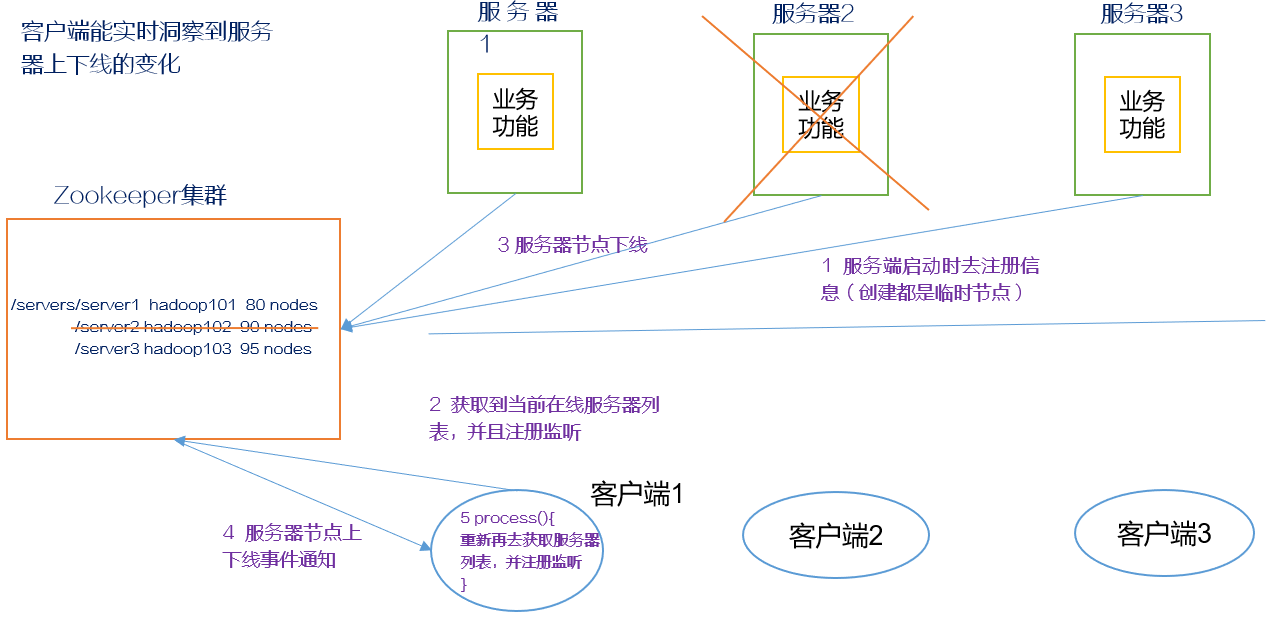 客户端能实时洞察到服务
器上下线的变化
服务器
1
服务器2
服务器3
业务
功能
业务
功能
业务
功能
Zookeeper集群
3 服务器节点下线
1 服务端启动时去注册信
息（创建都是临时节点）
/servers/server1 hadoop101 80 nodes
/server2 hadoop102 90 nodes
/server3 hadoop103 95 nodes
2 获取到当前在线服务器列
表，并且注册监听
4 服务器节点上
下线事件通知
客户端1
5 process(){
重新再去获取服务器
列表，并注册监听
}
客户端2
客户端3